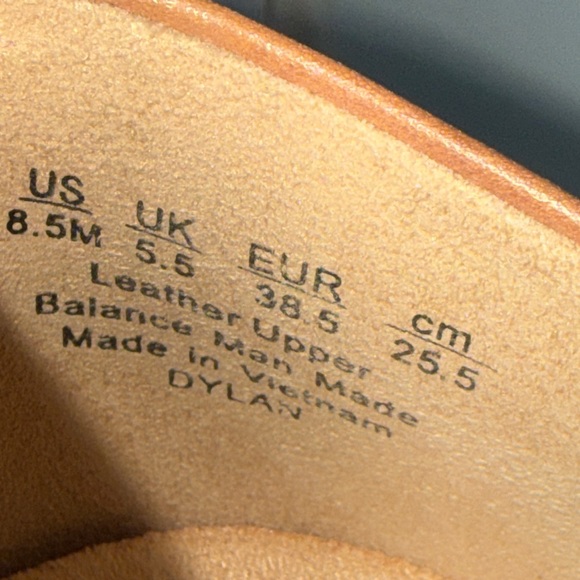 US UK EUR cm
8.5M 5.5 38.5 25.5
Leather Upper
Balance Man Made
Made in Vietnam
DYLAN